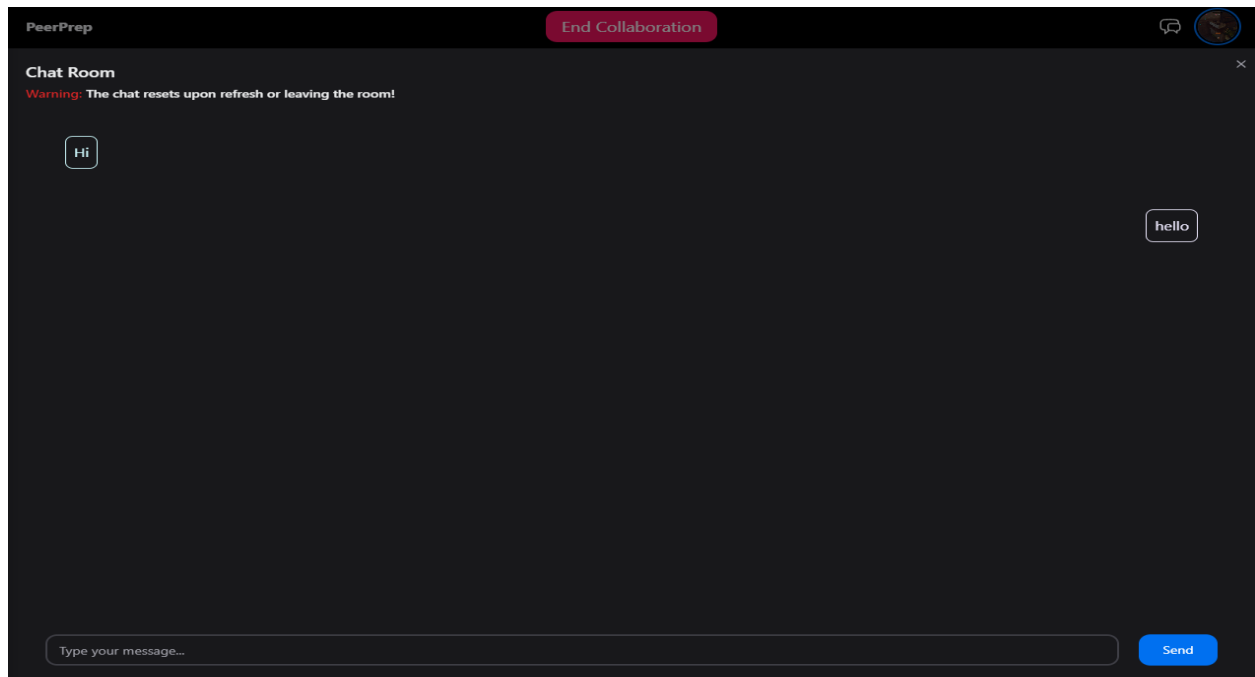 PeerPrep
End Collaboration
Chat Room
Warning: The chat resets upon refresh or leaving the room!
Hi
hello
Type your message...
Send